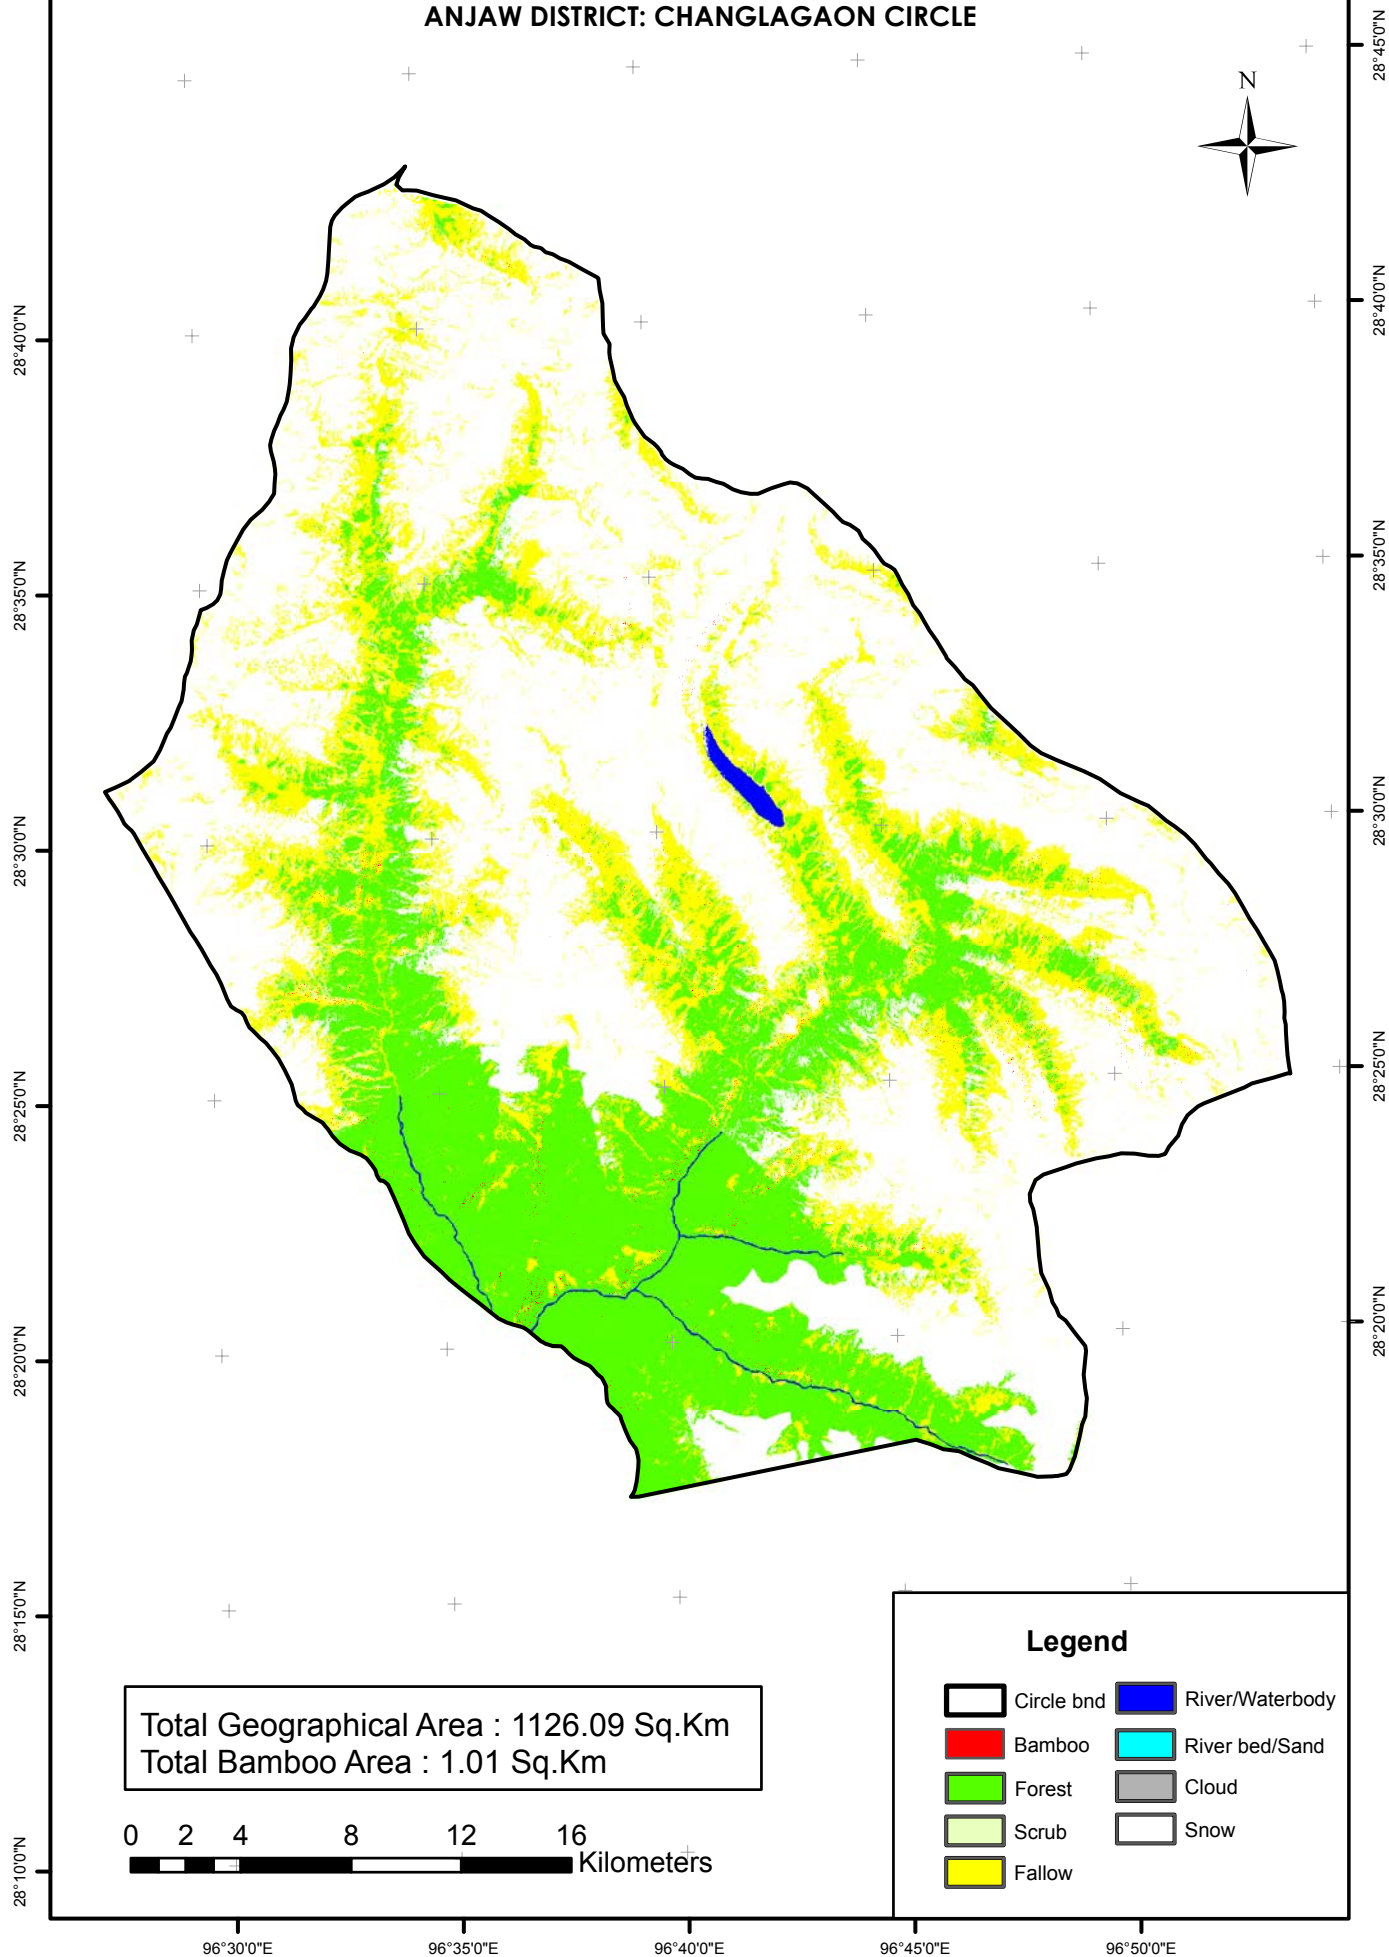 ANJAW DISTRICT: CHANGLAGAON CIRCLE
N
28°45'0"N
28°40'0"N
28°40'0"N
28°35'0"N
28°35'0"N
28°30'0"N
28°30'0"N
28°25'0"N
28°25'0"N
28°20'0"N
28°20'0"N
28°15'0"N
28°10'0"N
Legend
Circle bnd
River/Waterbody
Bamboo
River bed/Sand
Forest
Cloud
Scrub
Snow
Fallow
Total Geographical Area : 1126.09 Sq.Km
Total Bamboo Area : 1.01 Sq.Km
0 2 4 8 12 16
Kilometers
96°30'0"E 96°35'0"E 96°40'0"E 96°45'0"E 96°50'0"E